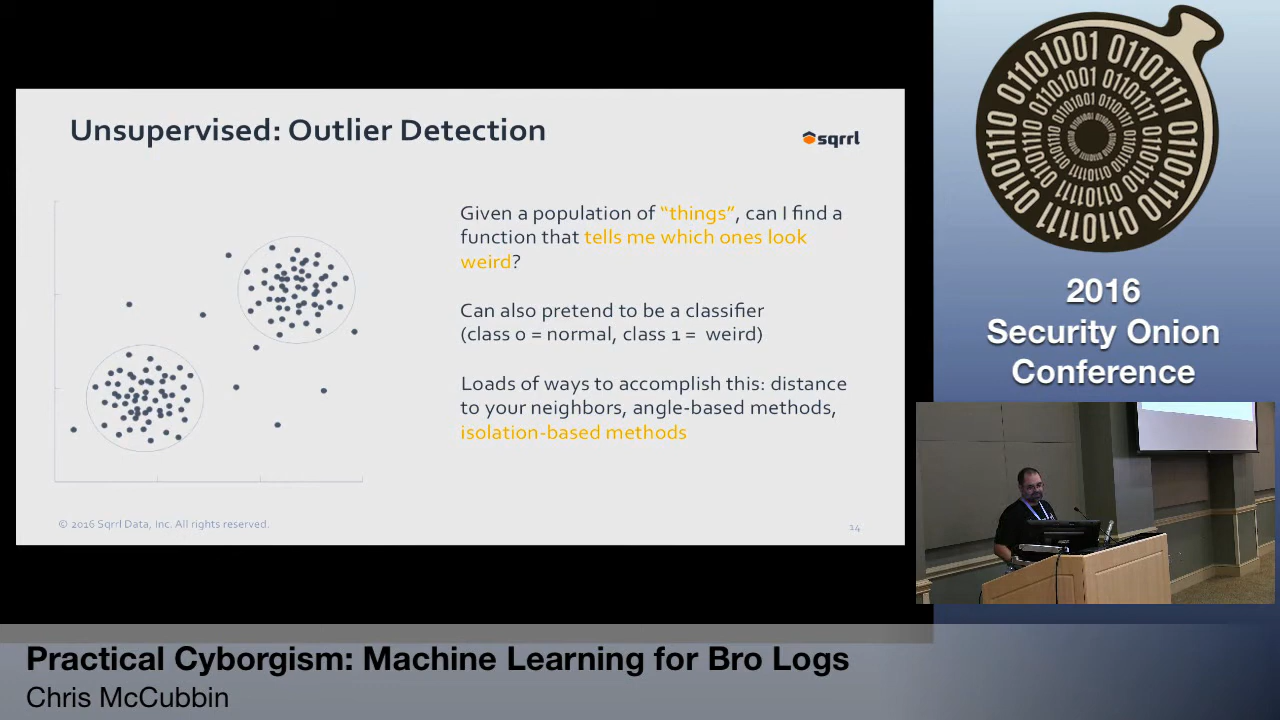 Unsupervised: Outlier Detection
sqrrl
Given a population of “things”, can I find a
function that tells me which ones look
weird?
Can also pretend to be a classifier
(class 0 = normal, class 1 = weird)
Loads of ways to accomplish this: distance
to your neighbors, angle-based methods,
isolation-based methods
© 2016 Sqrrl Data, Inc. All rights reserved.
14
2016
Security Onion
Conference
Practical Cyborgism: Machine Learning for Bro Logs
Chris McCubbin